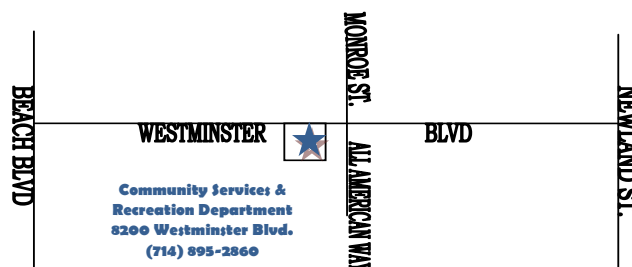 MONROE ST.
BEACH BLVD
WESTMINSTER
BLVD
NEWLAND ST.
ALL AMERICAN WAY
Community Services &
Recreation Department
8200 Westminster Blvd.
(714) 895-2860